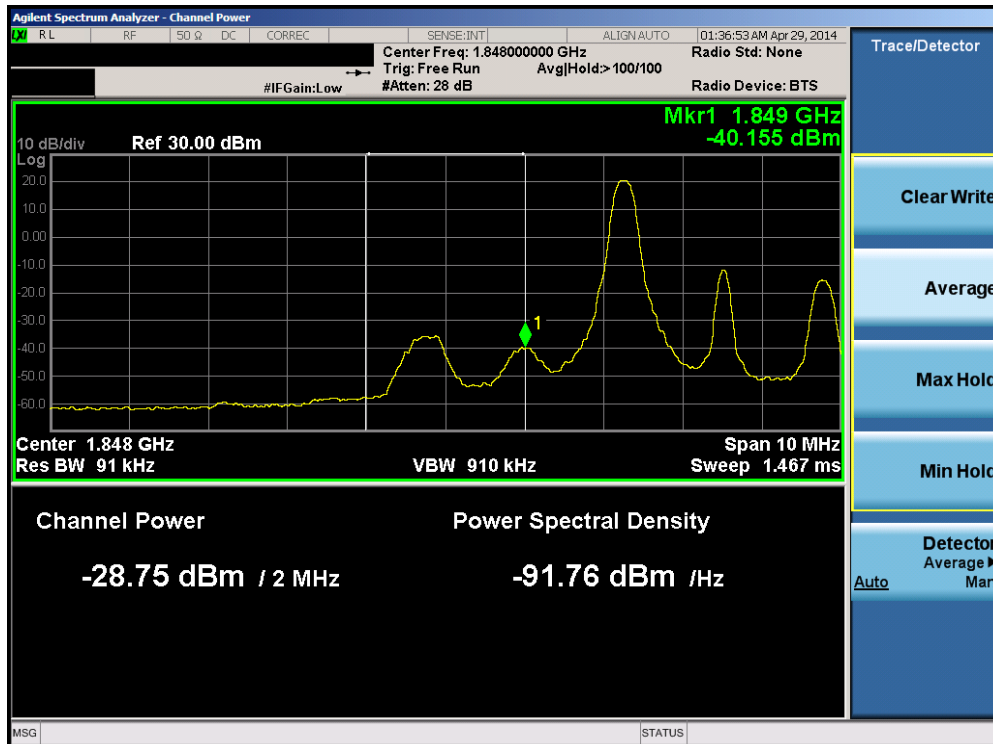 Agilent Spectrum Analyzer - Channel Power
LXI RL RF 50 Ω DC CORREC SENSE:INT ALIGN AUTO 01:36:53 AM Apr 29, 2014
Center Freq: 1.848000000 GHz Radio Std: None
Trig: Free Run Avg|Hold:> 100/100
#IFGain:Low #Atten: 28 dB Radio Device: BTS
Trace/Detector
Mkr1 1.849 GHz
10 dB/div Ref 30.00 dBm -40.155 dBm
Log
20.0
10.0
0.00
-10.0
-20.0
-30.0
-40.0
-50.0
-60.0
1
Center 1.848 GHz Span 10 MHz
Res BW 91 kHz VBW 910 kHz Sweep 1.467 ms
Channel Power Power Spectral Density
-28.75 dBm / 2 MHz -91.76 dBm /Hz
Clear Write
Average
Max Hold
Min Hold
Detector
Average
Auto Man
MSG STATUS